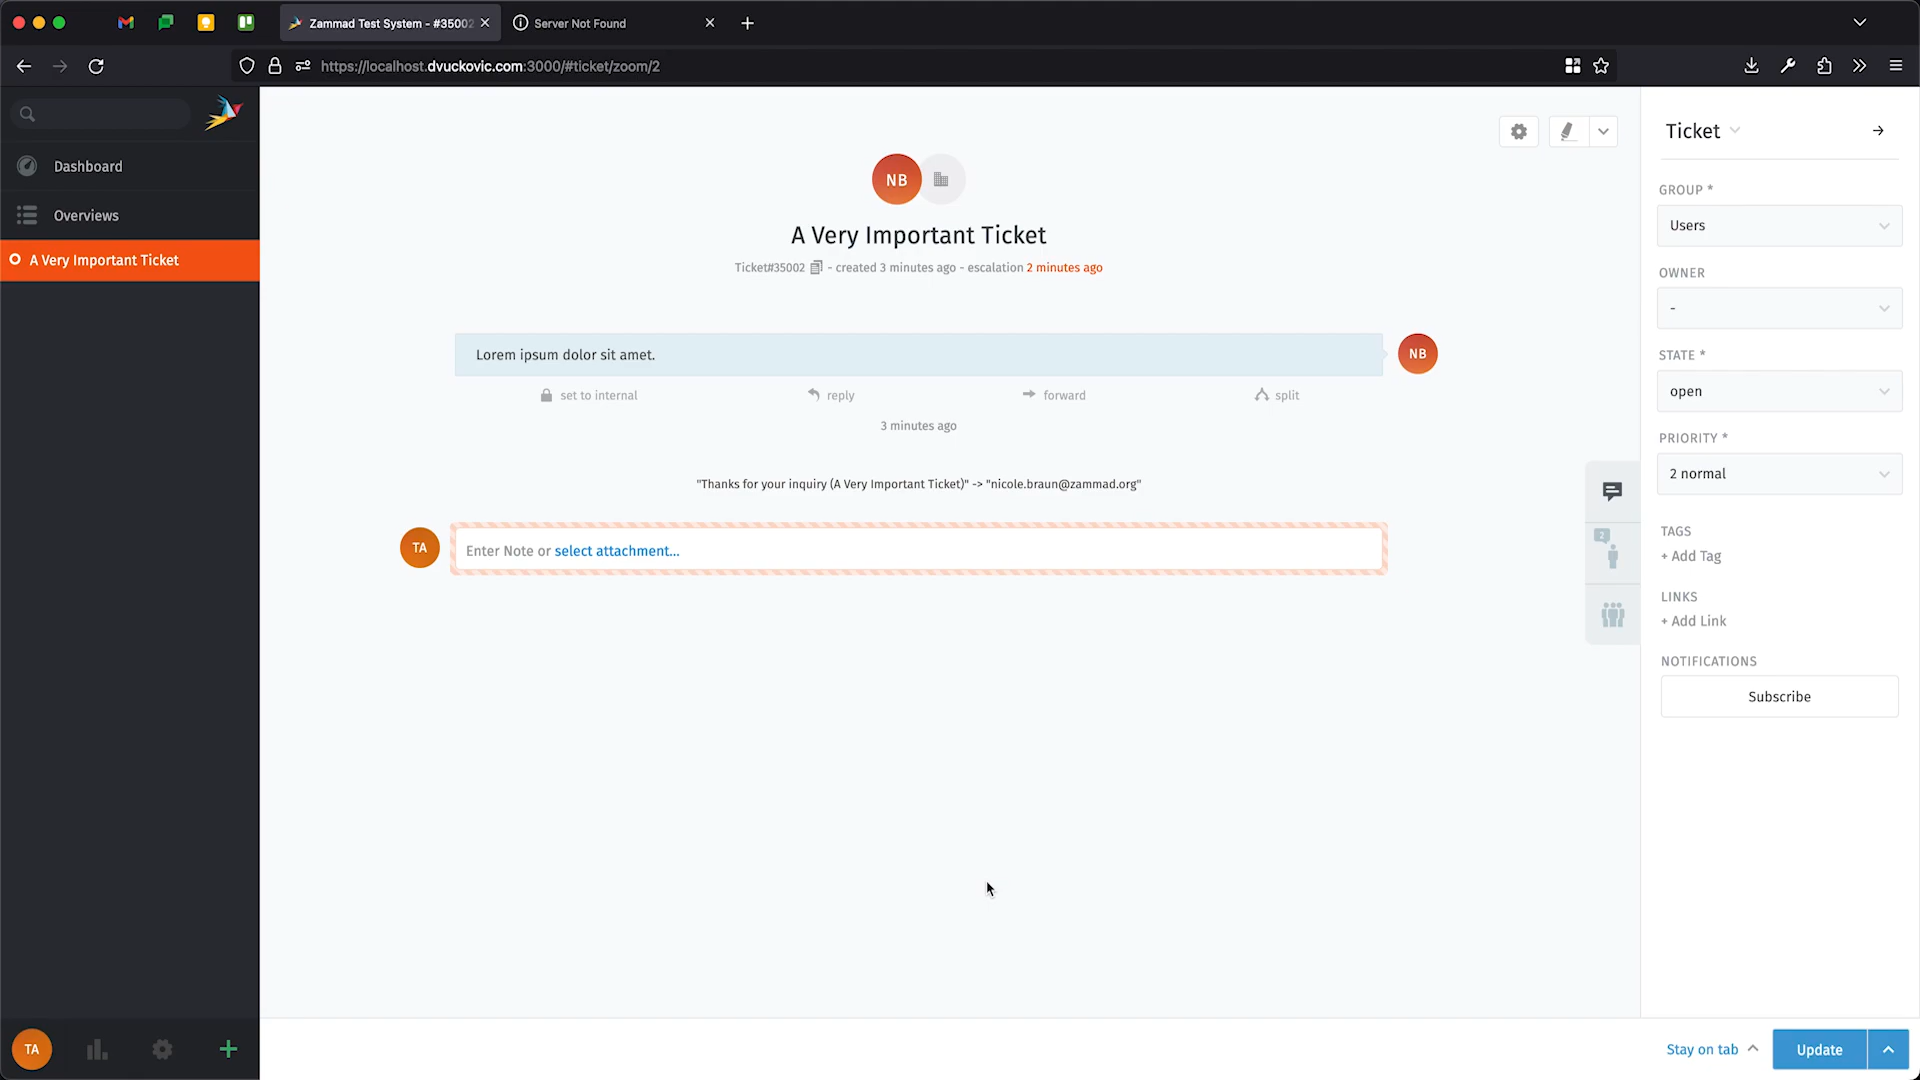 Zammad Test System - #35002
Server Not Found
https://localhost.dvuckovic.com:3000/#ticket/zoom/2
Dashboard
Overviews
A Very Important Ticket
NB
A Very Important Ticket
Ticket#35002 - created 3 minutes ago - escalation 2 minutes ago
Lorem ipsum dolor sit amet.
NB
set to internal
reply
forward
split
3 minutes ago
"Thanks for your inquiry (A Very Important Ticket)" -> "nicole.braun@zammad.org"
TA
Enter Note or select attachment...
2
Ticket
GROUP *
Users
OWNER
-
STATE *
open
PRIORITY *
2 normal
TAGS
+ Add Tag
LINKS
+ Add Link
NOTIFICATIONS
Subscribe
TA
Stay on tab
Update